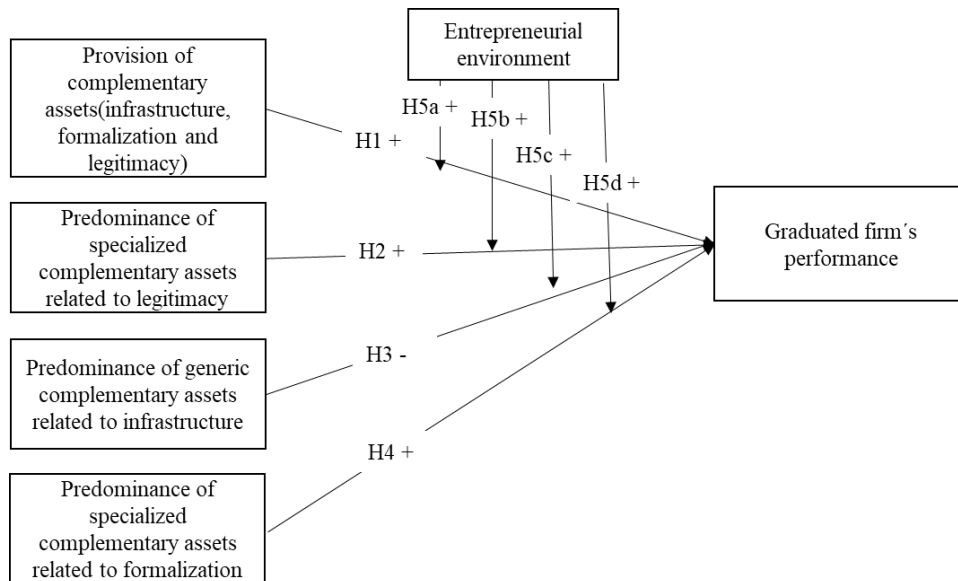 Provision of
complementary
assets(infrastructure,
formalization and
legitimacy)
Entrepreneurial
environment
H5a +
H5b +
H5c +
H5d +
H1 +
Predominance of
specialized
complementary assets
related to legitimacy
H2 +
Graduated firm´s
performance
Predominance of generic
complementary assets
related to infrastructure
H3 -
H4 +
Predominance of
specialized
complementary assets
related to formalization